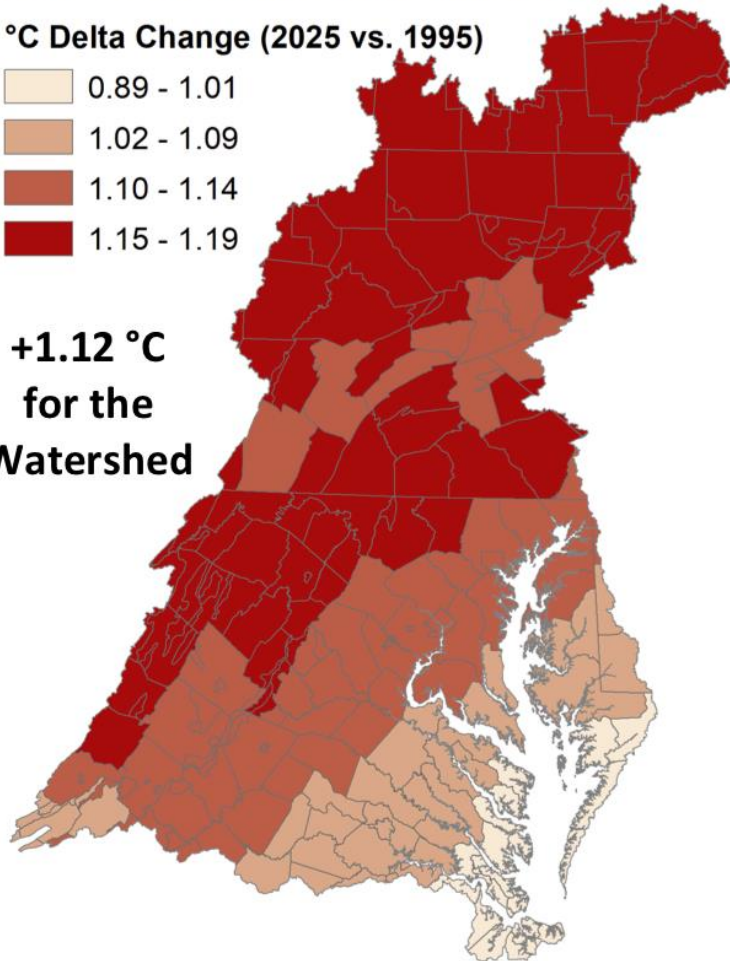 °C Delta Change (2025 vs. 1995)
0.89 - 1.01
1.02 - 1.09
1.10 - 1.14
1.15 - 1.19
+1.12 °C
for the
Watershed